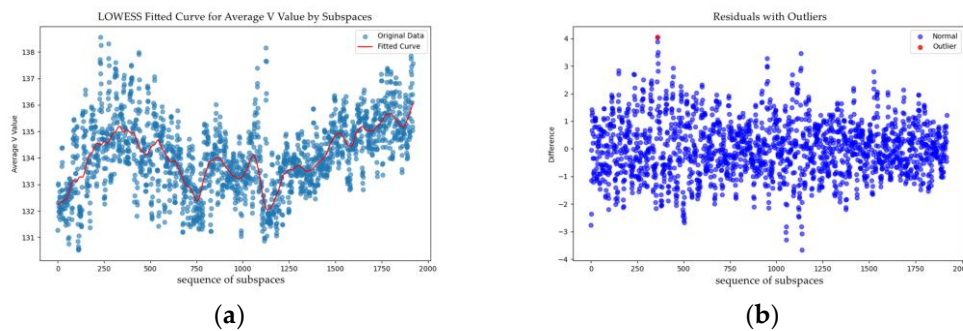 LOWESS Fitted Curve for Average V Value by Subspaces
Original Data
Fitted Curve
138
137
136
135
134
133
132
131
Average V Value
0
250
500
750
1000
1250
1500
1750
2000
sequence of subspaces
(a)
Residuals with Outliers
Normal
Outlier
4
3
2
1
0
−1
−2
−3
−4
Difference
0
250
500
750
1000
1250
1500
1750
200
sequence of subspaces
(b)